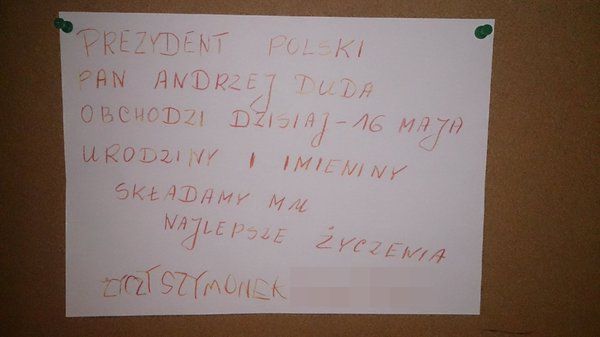 PREZYDENT POLSKI
PAN ANDRZEJ DUDA
OBCHODZI DZISIAJ - 16 MAJA
URODZINY I IMIENINY
SKŁADAMY MU
NAJLEPSZE ŻYCZENIA
SZYMONEK